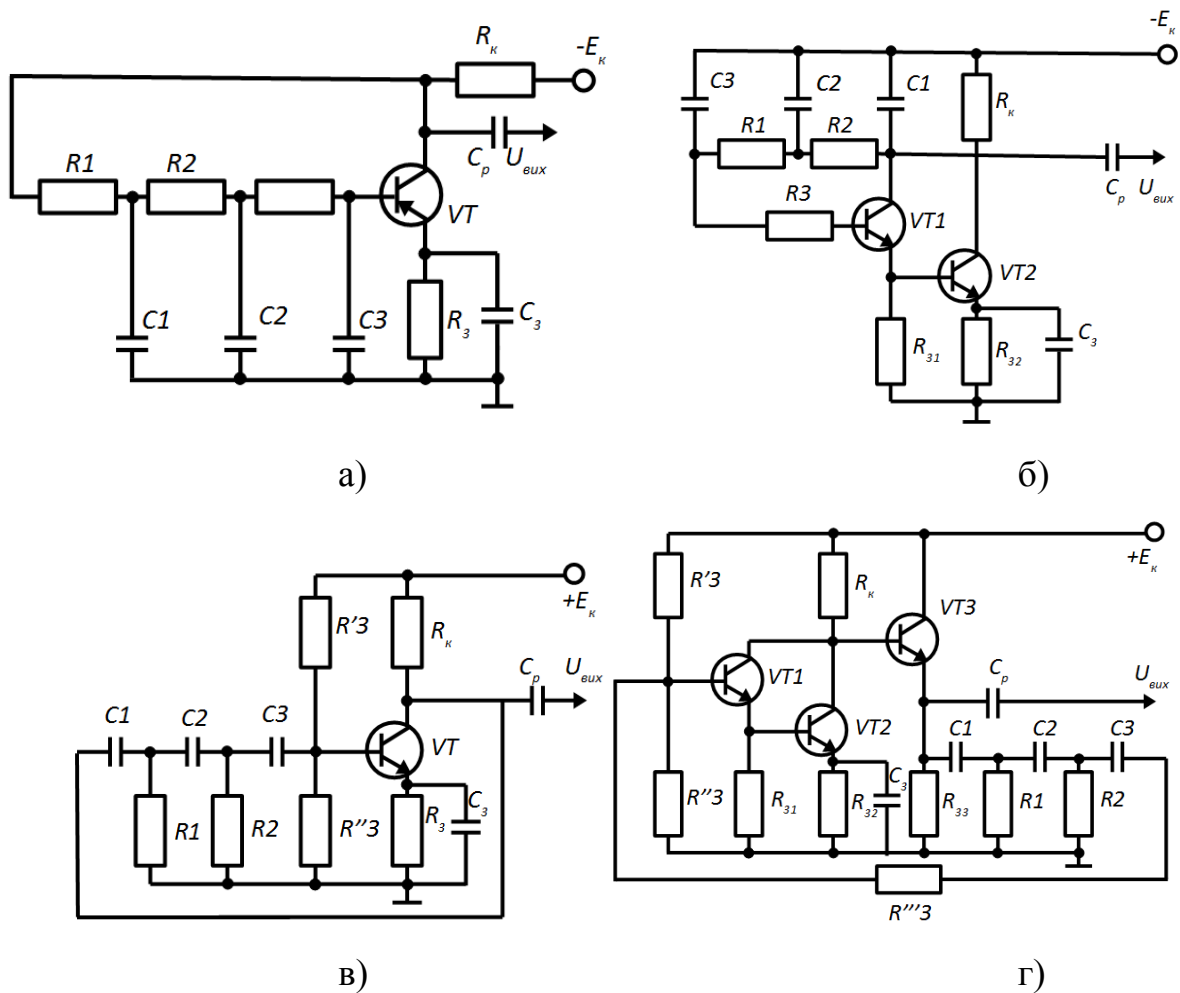 Rк
-Eк
R1 R2
Cр Uвих
VT
C1 C2 C3 Rз Cз
а)
-Eк
C3 C2 C1 Rк
R1 R2
Cр Uвих
R3 VT1
VT2
Rз1 Rз2 Cз
б)
+Eк
R'3 Rк
Cр Uвих
C1 C2 C3
VT
R1 R2 R''3 Rз Cз
в)
+Eк
R'3 Rк VT3
VT1 Cр Uвих
VT2 C1 C2 C3
R''3 Rз1 Rз2 Cз Rз3 R1 R2
R'''3
г)